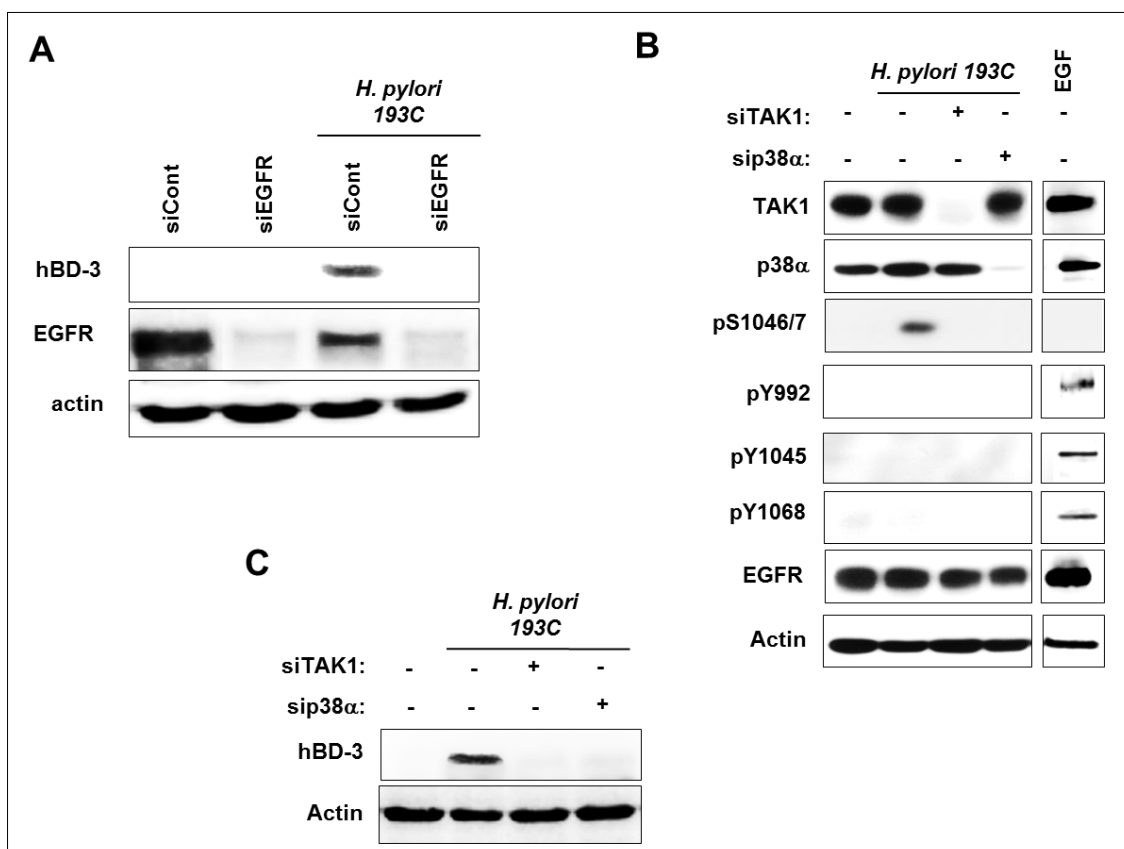 A
H. pylori
193C
siCont
siEGFR
siCont
siEGFR
hBD-3
EGFR
actin
B
H. pylori 193C
EGF
siTAK1: - - + - -
sip38α: - - - + -
TAK1
p38α
pS1046/7
pY992
pY1045
pY1068
EGFR
Actin
C
H. pylori
193C
siTAK1: - - + -
sip38α: - - - +
hBD-3
Actin